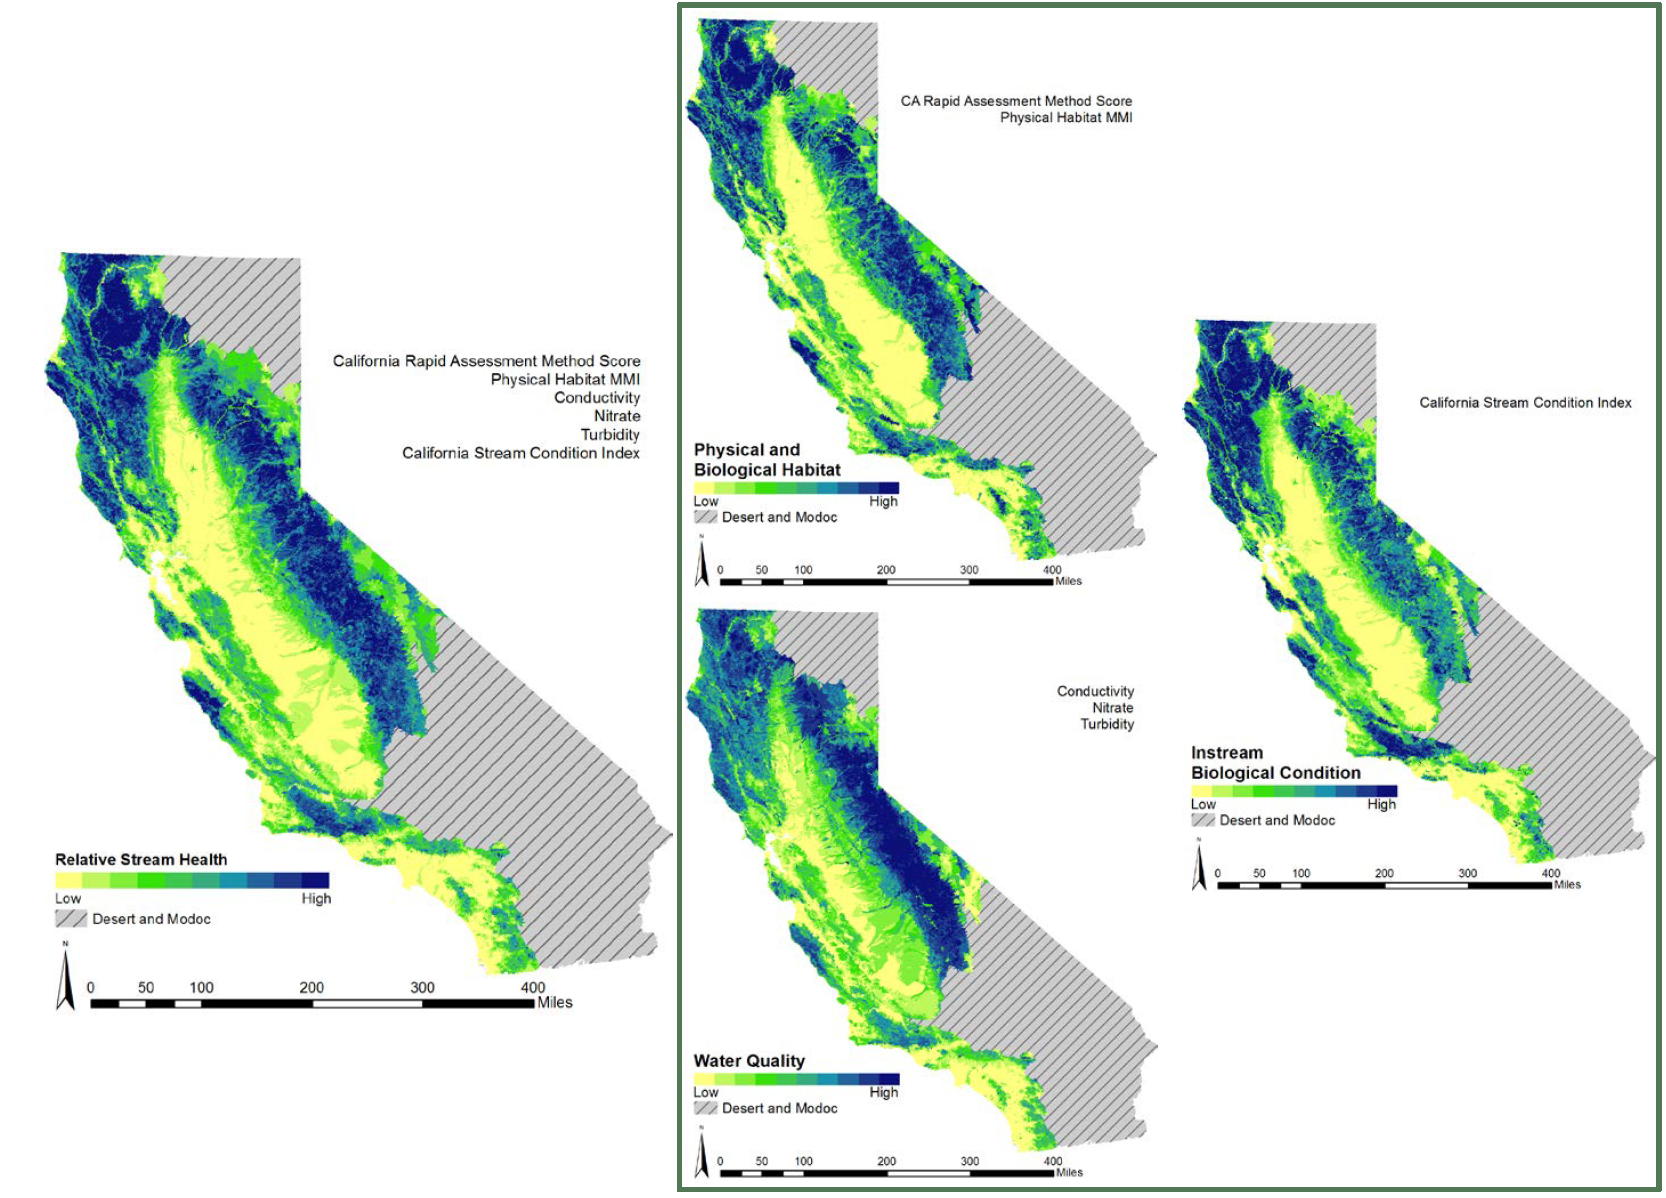 California Rapid Assessment Method Score
Physical Habitat MMI
Conductivity
Nitrate
Turbidity
California Stream Condition Index
Relative Stream Health
Low High
Desert and Modoc
N
0 50 100 200 300 400
Miles
CA Rapid Assessment Method Score
Physical Habitat MMI
Physical and
Biological Habitat
Low High
Desert and Modoc
N
0 50 100 200 300 400
Miles
Conductivity
Nitrate
Turbidity
Water Quality
Low High
Desert and Modoc
N
0 50 100 200 300 400
Miles
California Stream Condition Index
Instream
Biological Condition
Low High
Desert and Modoc
N
0 50 100 200 300 400
Miles